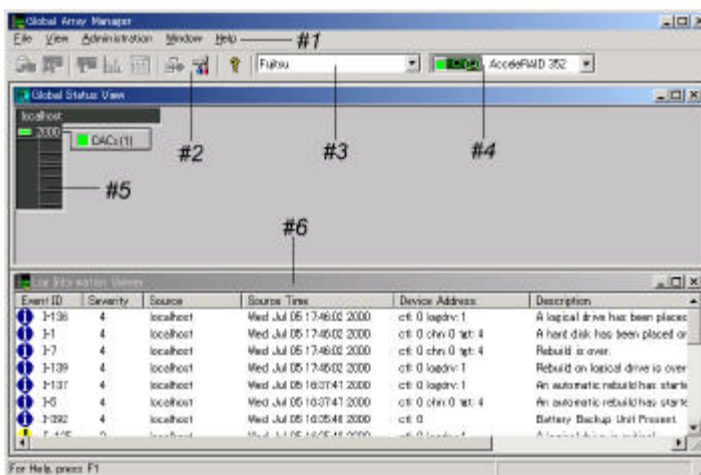 Global Array Manager
File View Administration Window Help #1
Fujitsu AcceleRAID 352
Global Status View
localhost
2000 DACs (1)
#2 #3 #4
#5
#6
Log Information Viewer
Event ID Severity Source Source Time Device Address Description
I-136 4 localhost Wed Jul 05 17:46:02 2000 ctl: 0 logdrv: 1 A logical drive has been placed
I-1 4 localhost Wed Jul 05 17:46:02 2000 ctl: 0 chn: 0 tgt: 4 A hard disk has been placed on
I-7 4 localhost Wed Jul 05 17:46:02 2000 ctl: 0 chn: 0 tgt: 4 Rebuild is over.
I-139 4 localhost Wed Jul 05 17:46:02 2000 ctl: 0 logdrv: 1 Rebuild on logical drive is over
I-137 4 localhost Wed Jul 05 16:37:41 2000 ctl: 0 logdrv: 1 An automatic rebuild has starte
I-5 4 localhost Wed Jul 05 16:37:41 2000 ctl: 0 chn: 0 tgt: 4 An automatic rebuild has starte
I-392 4 localhost Wed Jul 05 16:05:48 2000 ctl: 0 Battery Backup Unit Present.
For Help, press F1